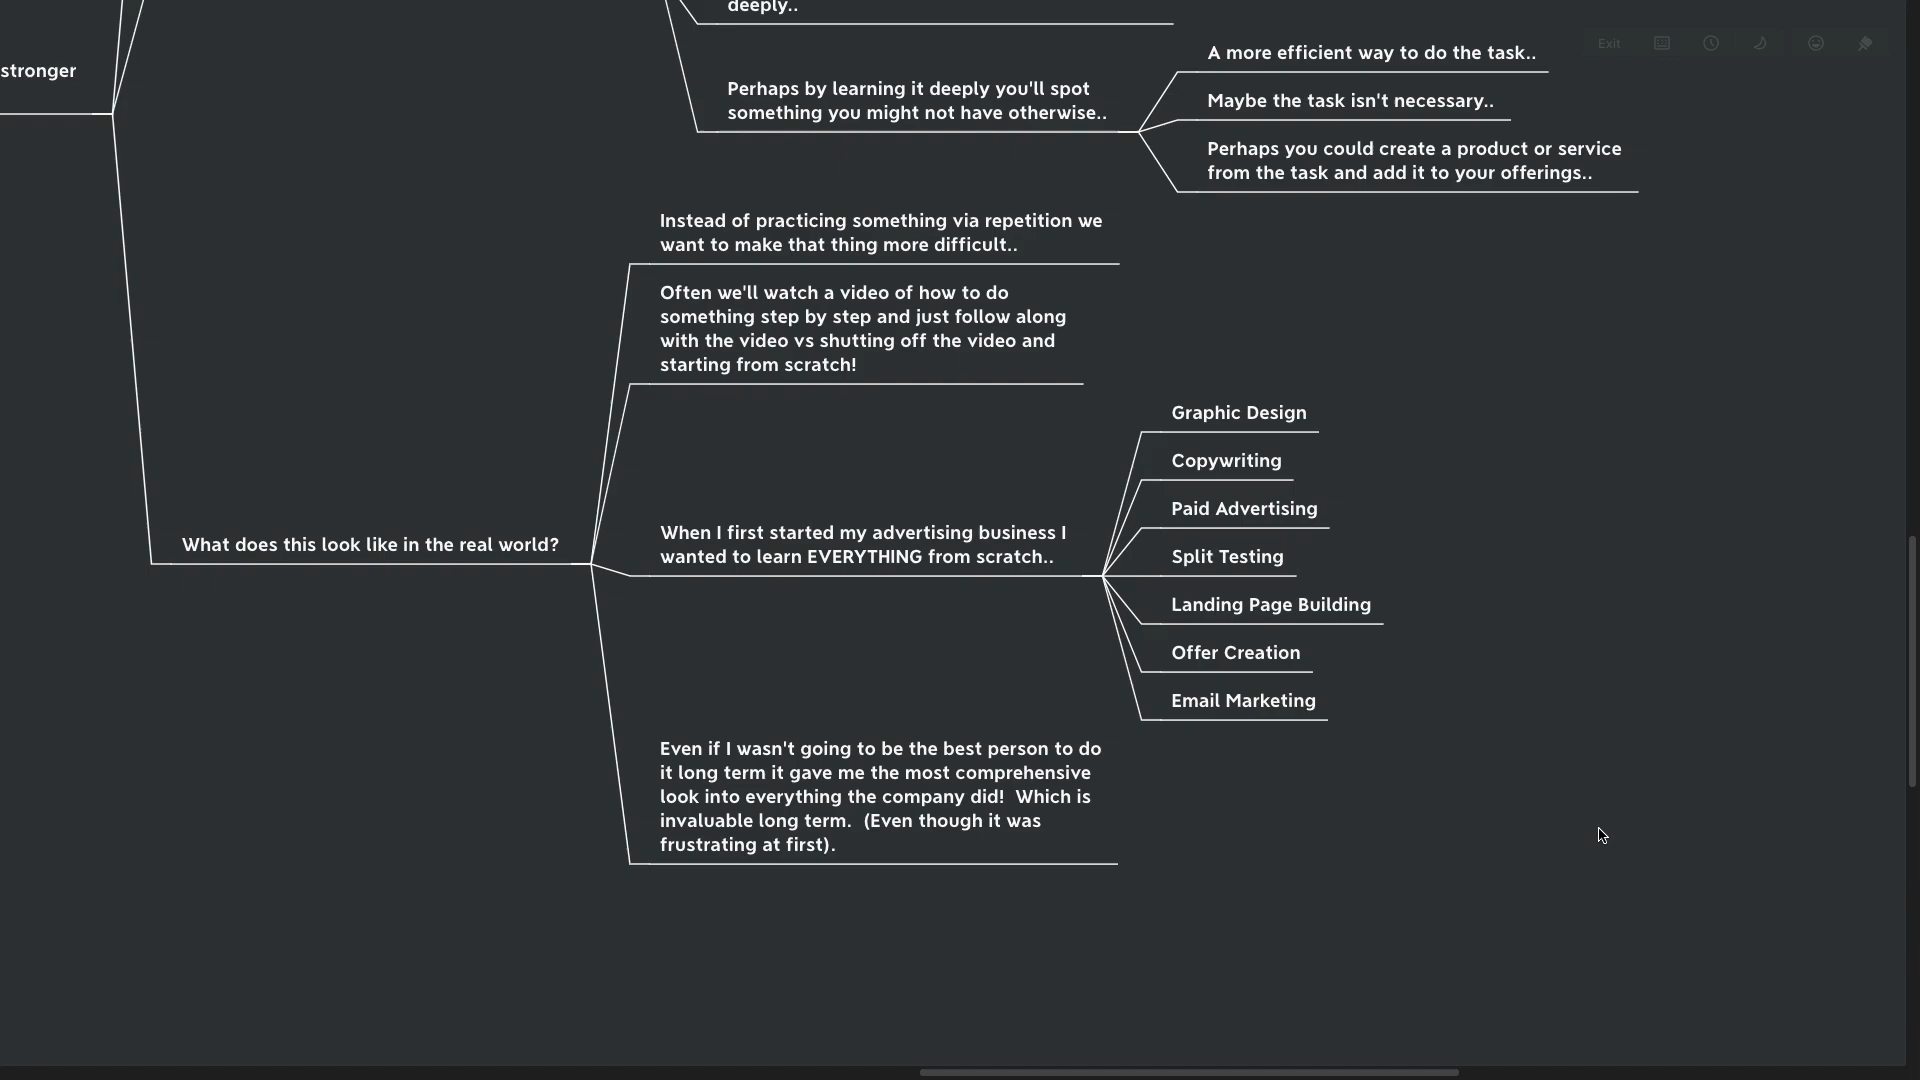 deeply..
Exit
stronger
A more efficient way to do the task..
Perhaps by learning it deeply you'll spot
something you might not have otherwise..
Maybe the task isn't necessary..
Perhaps you could create a product or service
from the task and add it to your offerings..
Instead of practicing something via repetition we
want to make that thing more difficult..
Often we'll watch a video of how to do
something step by step and just follow along
with the video vs shutting off the video and
starting from scratch!
What does this look like in the real world?
When I first started my advertising business I
wanted to learn EVERYTHING from scratch..
Graphic Design
Copywriting
Paid Advertising
Split Testing
Landing Page Building
Offer Creation
Email Marketing
Even if I wasn't going to be the best person to do
it long term it gave me the most comprehensive
look into everything the company did!  Which is
invaluable long term.  (Even though it was
frustrating at first).